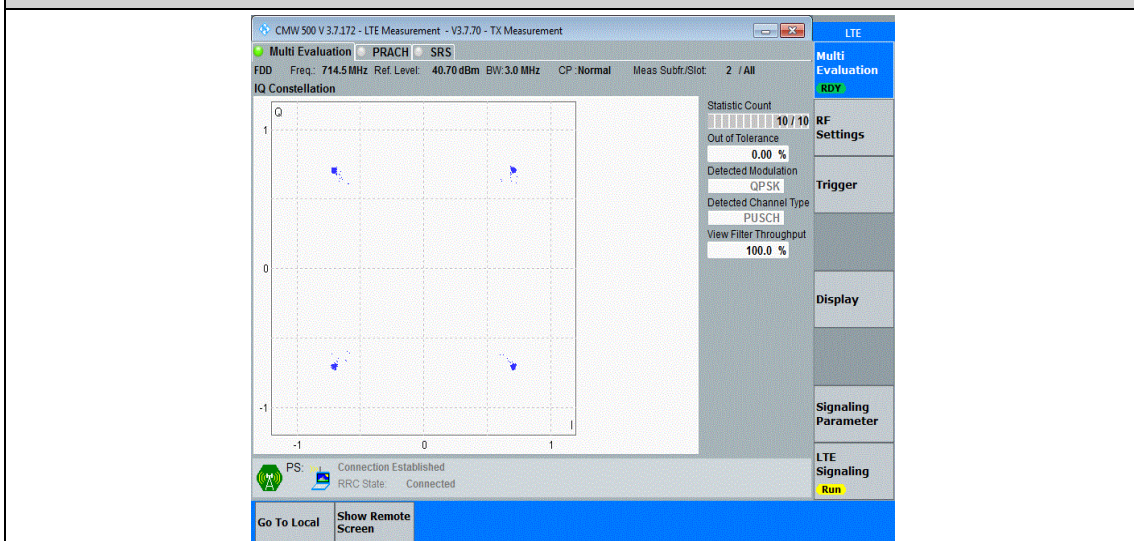 CMW 500 V 3.7.172 - LTE Measurement - V3.7.70 - TX Measurement
LTE
Multi Evaluation PRACH SRS
FDD Freq.: 714.5 MHz Ref. Level: 40.70 dBm BW: 3.0 MHz CP : Normal Meas Subfr./Slot: 2 / All
IQ Constellation
Q
1
0
-1
-1 0 1
I
Statistic Count
10 / 10
Out of Tolerance
0.00 %
Detected Modulation
QPSK
Detected Channel Type
PUSCH
View Filter Throughput
100.0 %
Multi
Evaluation
RDY
RF
Settings
Trigger
Display
Signaling
Parameter
LTE
Signaling
Run
PS: Connection Established
RRC State: Connected
Go To Local
Show Remote
Screen